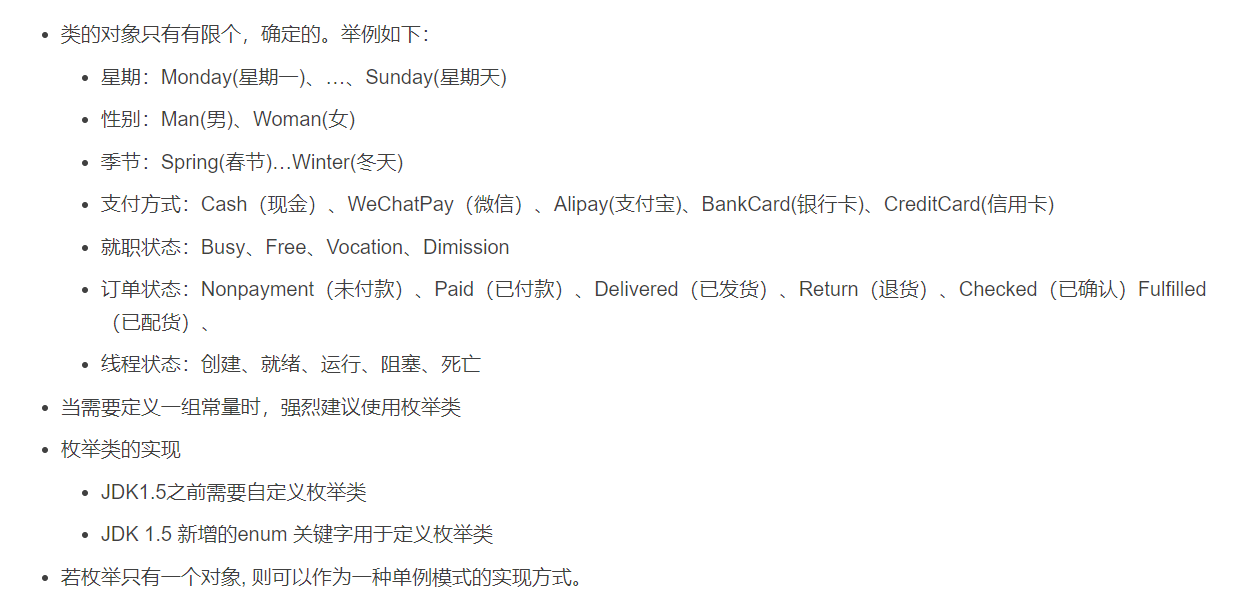 类的对象只有有限个，确定的。举例如下：
星期：Monday(星期一)、…、Sunday(星期天)
性别：Man(男)、Woman(女)
季节：Spring(春节)…Winter(冬天)
支付方式：Cash（现金）、WeChatPay（微信）、Alipay(支付宝)、BankCard(银行卡)、CreditCard(信用卡)
就职状态：Busy、Free、Vocation、Dimission
订单状态：Nonpayment（未付款）、Paid（已付款）、Delivered（已发货）、Return（退货）、Checked（已确认）Fulfilled
（已配货）、
线程状态：创建、就绪、运行、阻塞、死亡
当需要定义一组常量时，强烈建议使用枚举类
枚举类的实现
JDK1.5之前需要自定义枚举类
JDK 1.5 新增的enum 关键字用于定义枚举类
若枚举只有一个对象, 则可以作为一种单例模式的实现方式。